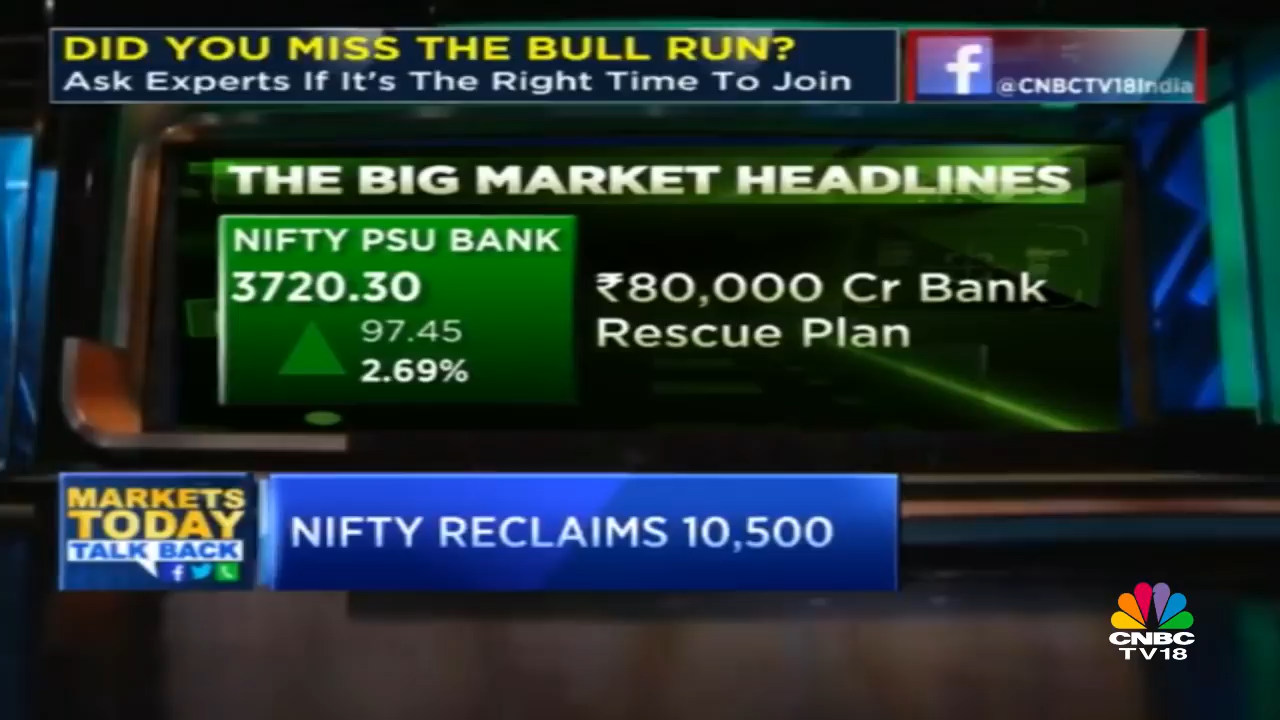 DID YOU MISS THE BULL RUN?
Ask Experts If It's The Right Time To Join
f
@CNBCTV18India
THE BIG MARKET HEADLINES
NIFTY PSU BANK
3720.30
97.45
2.69%
₹80,000 Cr Bank
Rescue Plan
MARKETS
TODAY
TALK BACK
f
NIFTY RECLAIMS 10,500
CNBC
TV18